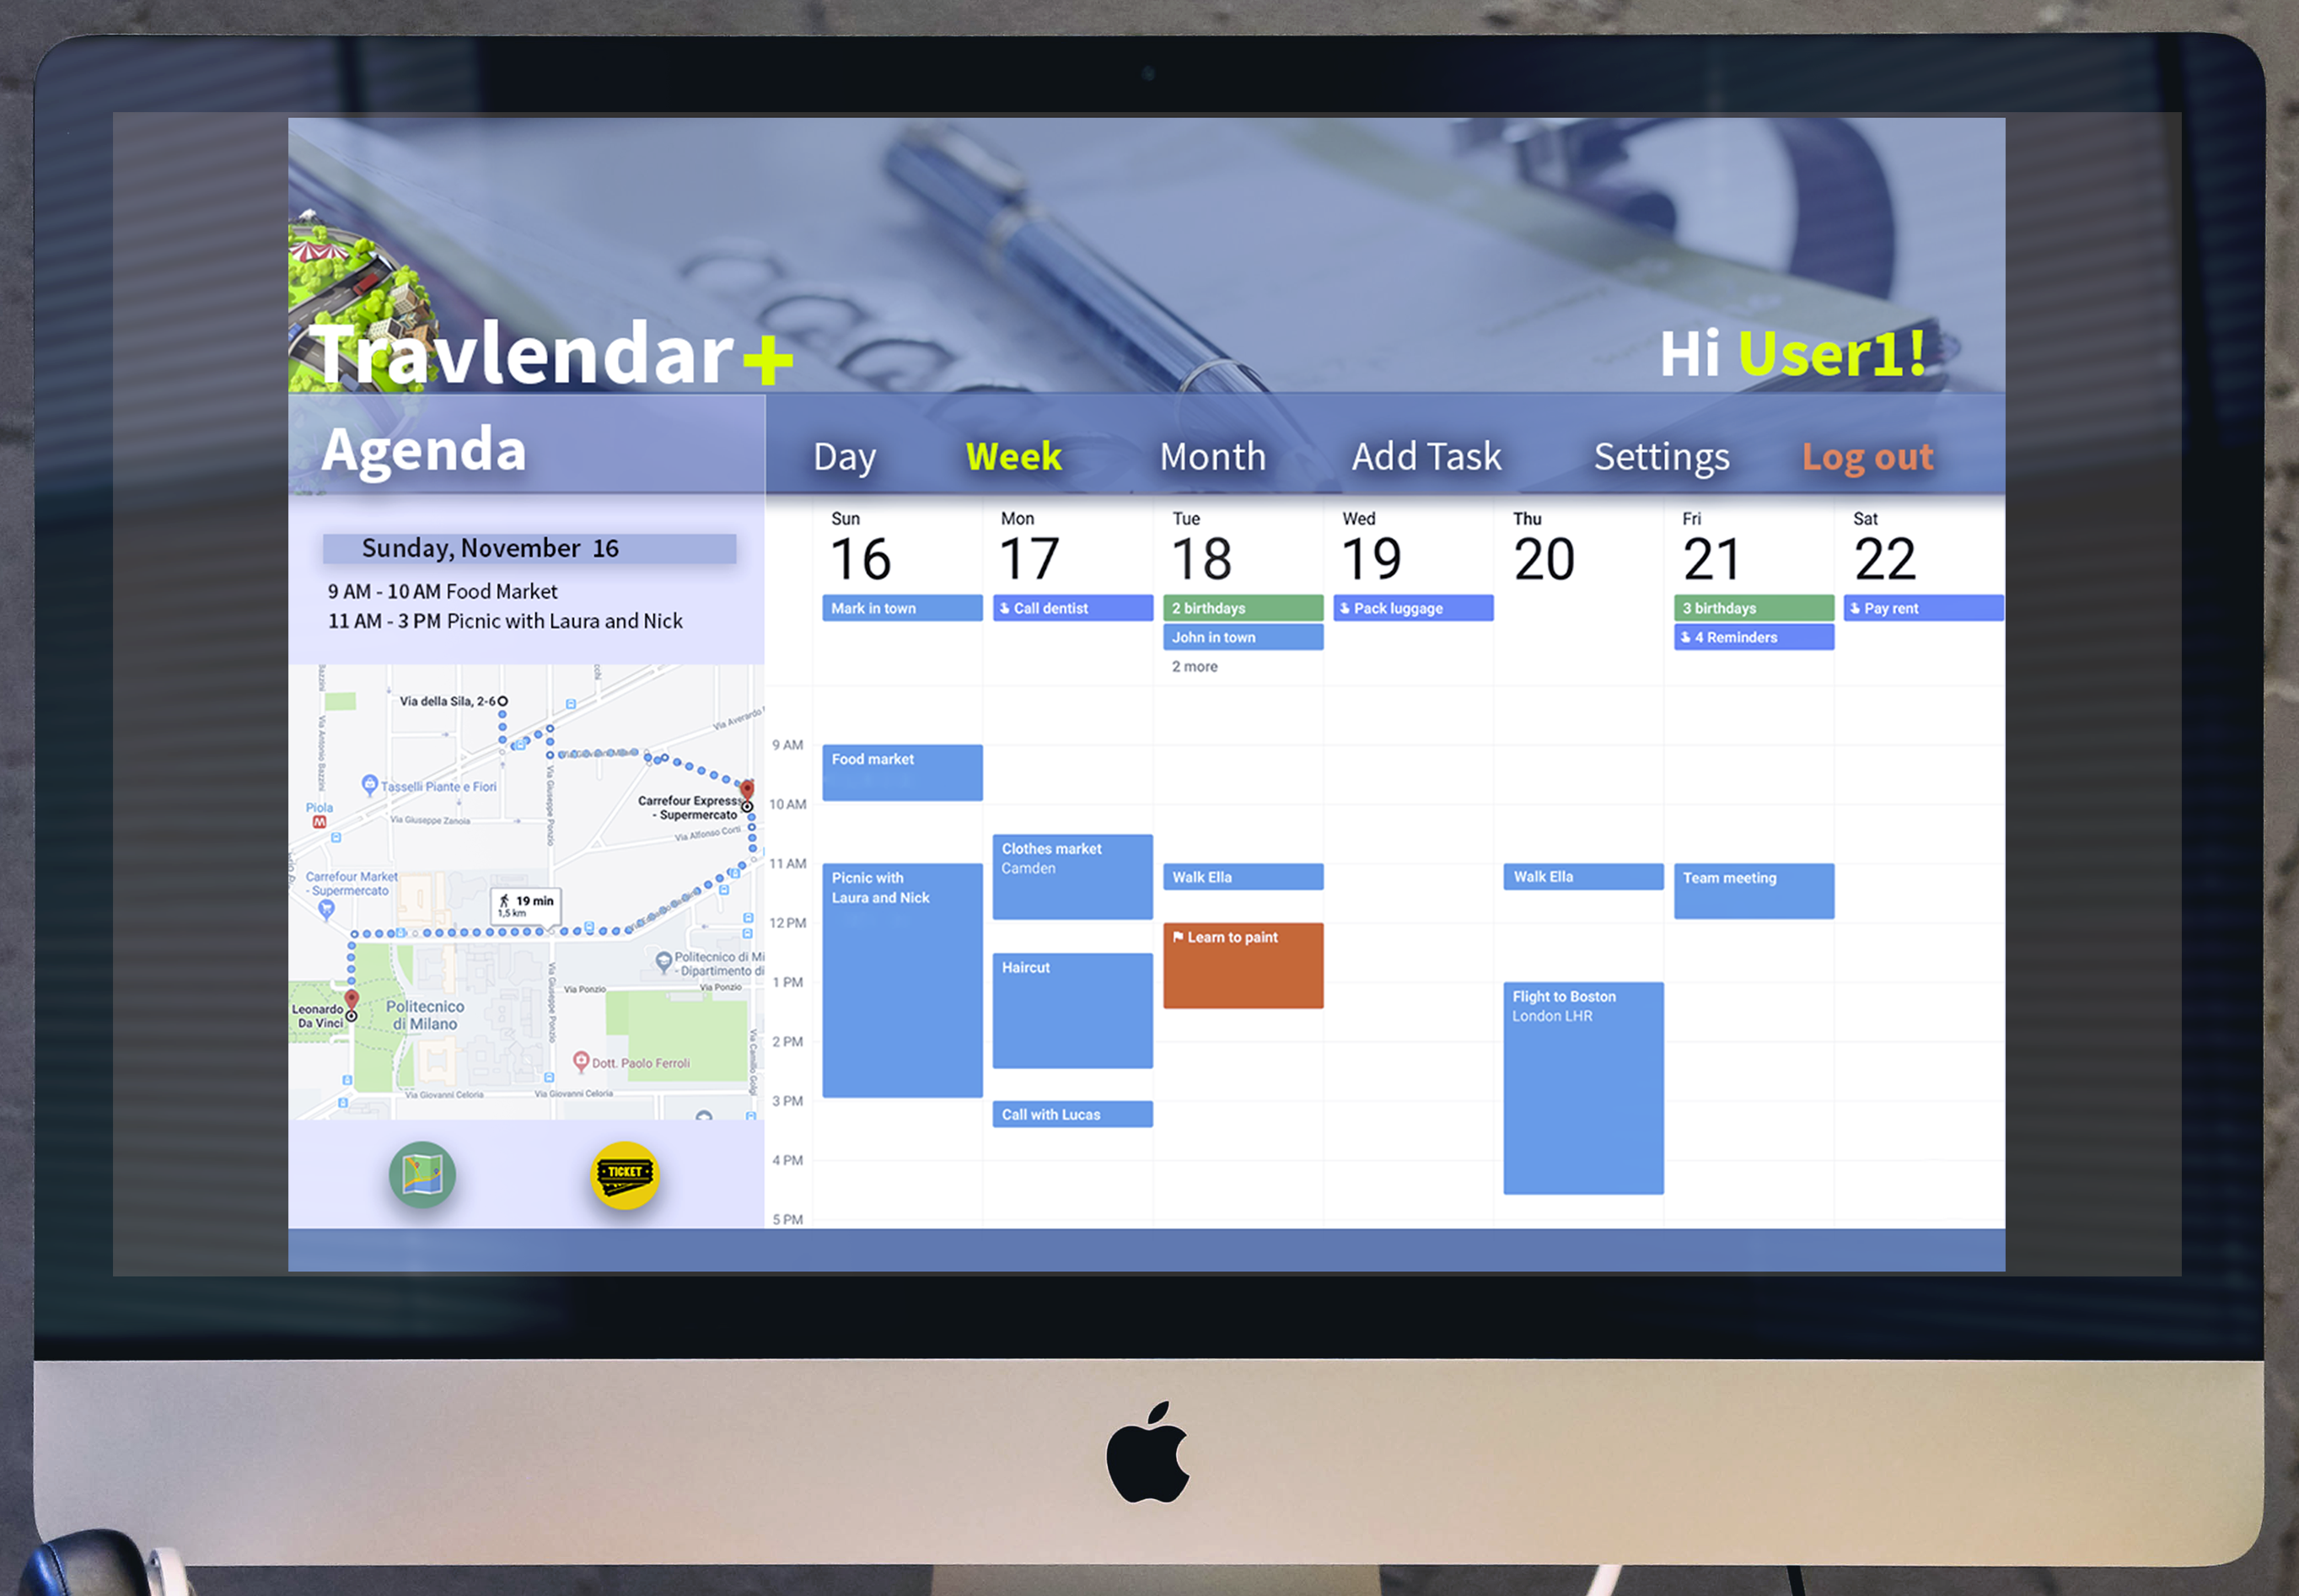 Travlendar+
Hi User1!
Agenda
Day
Week
Month
Add Task
Settings
Log out
Sunday, November 16
9 AM - 10 AM Food Market
11 AM - 3 PM Picnic with Laura and Nick
Via della Sila, 2-6
Via Averardo
Via Antonio Bazzini
Tasselli Piante e Fiori
Piola
M
Via Giuseppe Zanoia
Via Giuseppe Ponzio
Carrefour Express
- Supermercato
Via Alfonso Corti
Carrefour Market
- Supermercato
19 min
1,5 km
Politecnico di Mi
- Dipartimento di
Via Ponzio
Via Ponzio
Leonardo
Da Vinci
Politecnico
di Milano
Via Giuseppe Ponzio
Dott. Paolo Ferroli
Via Camillo Golgi
Via Giovanni Celoria
Via Giovanni Celoria
TICKET
Sun
16
Mon
17
Tue
18
Wed
19
Thu
20
Fri
21
Sat
22
Mark in town
Call dentist
2 birthdays
Pack luggage
3 birthdays
Pay rent
John in town
4 Reminders
2 more
9 AM
Food market
10 AM
Clothes market
Camden
11 AM
Picnic with
Laura and Nick
Walk Ella
Walk Ella
Team meeting
12 PM
Learn to paint
Haircut
1 PM
Flight to Boston
London LHR
2 PM
3 PM
Call with Lucas
4 PM
5 PM